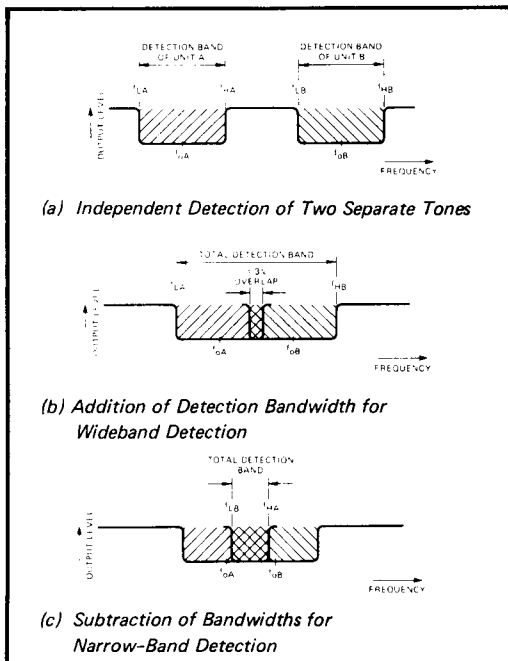 DETECTION BAND OF UNIT A
DETECTION BAND OF UNIT B
fLA fHA fLB fHB
OUTPUT LEVEL
foA foB
FREQUENCY
(a) Independent Detection of Two Separate Tones
TOTAL DETECTION BAND
3% OVERLAP
fLA fHB
OUTPUT LEVEL
foA foB
FREQUENCY
(b) Addition of Detection Bandwidth for
Wideband Detection
TOTAL DETECTION
BAND
fLB fHA
OUTPUT LEVEL
foA foB
FREQUENCY
(c) Subtraction of Bandwidths for
Narrow-Band Detection